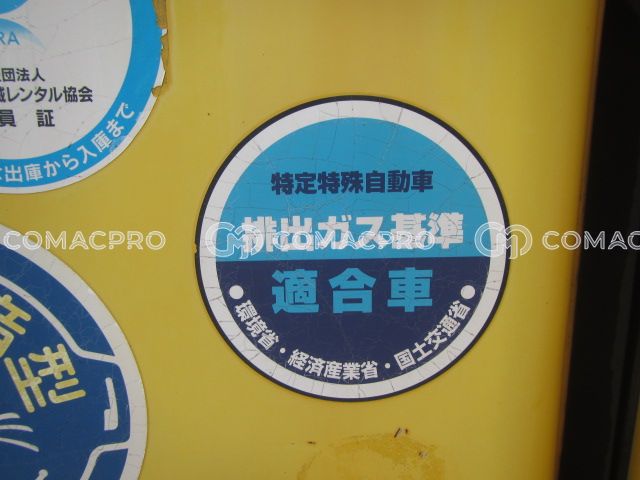 RA
団法人
レンタル協会
員 証
出庫から入庫まで
特定特殊自動車
排出ガス基準
適合車
・環境省・経済産業省・国土交通省・
COMACPRO
COMACPRO
COMACP
型